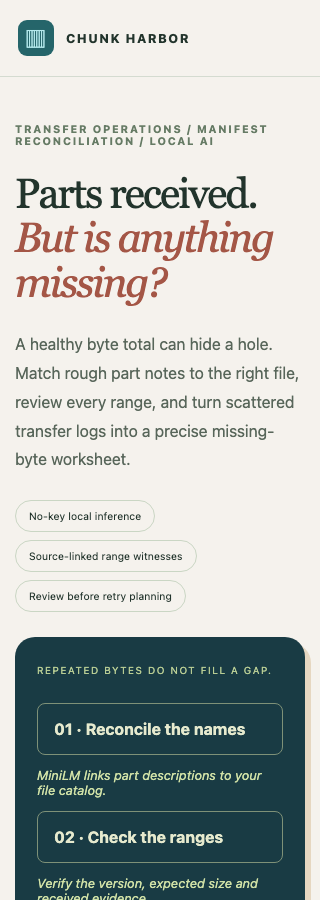 CHUNK HARBOR
TRANSFER OPERATIONS / MANIFEST
RECONCILIATION / LOCAL AI
Parts received.
But is anything
missing?
A healthy byte total can hide a hole.
Match rough part notes to the right file,
review every range, and turn scattered
transfer logs into a precise missing-
byte worksheet.
No-key local inference
Source-linked range witnesses
Review before retry planning
REPEATED BYTES DO NOT FILL A GAP.
01 · Reconcile the names
MiniLM links part descriptions to your
file catalog.
02 · Check the ranges
Verify the version, expected size and
received evidence